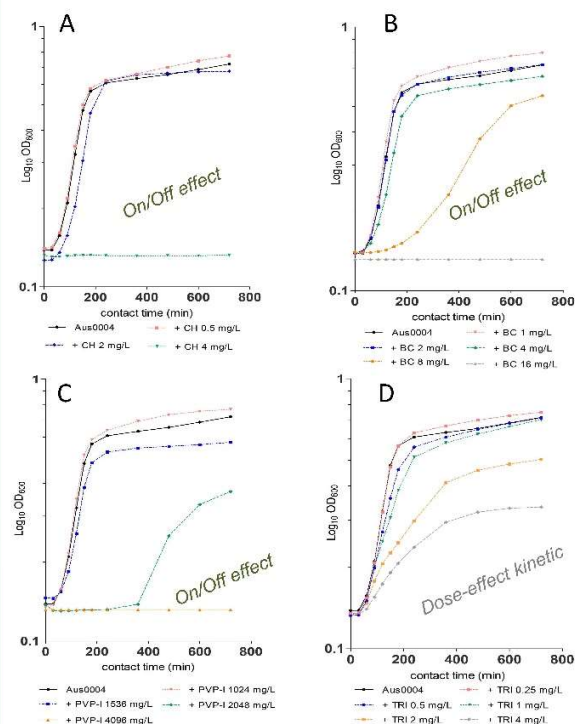 A
1
Log10 OD600
On/Off effect
0.1
0 200 400 600 800
contact time (min)
Aus0004 + CH 0.5 mg/L
+ CH 2 mg/L + CH 4 mg/L
B
1
Log10 OD600
On/Off effect
0.1
0 200 400 600 800
contact time (min)
Aus0004 + BC 1 mg/L
+ BC 2 mg/L + BC 4 mg/L
+ BC 8 mg/L + BC 16 mg/L
C
1
Log10 OD600
On/Off effect
0.1
0 200 400 600 800
contact time (min)
Aus0004 + PVP-I 1024 mg/L
+ PVP-I 1536 mg/L + PVP-I 2048 mg/L
+ PVP-I 4096 mg/L
D
1
Log10 OD600
Dose-effect kinetic
0.1
0 200 400 600 800
contact time (min)
Aus0004 + TRI 0.25 mg/L
+ TRI 0.5 mg/L + TRI 1 mg/L
+ TRI 2 mg/L + TRI 4 mg/L